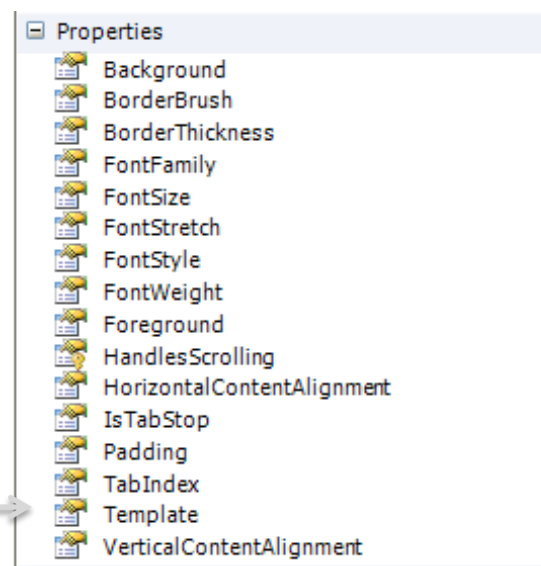 Properties
Background
BorderBrush
BorderThickness
FontFamily
FontSize
FontStretch
FontStyle
FontWeight
Foreground
HandlesScrolling
HorizontalContentAlignment
IsTabStop
Padding
TabIndex
Template
VerticalContentAlignment